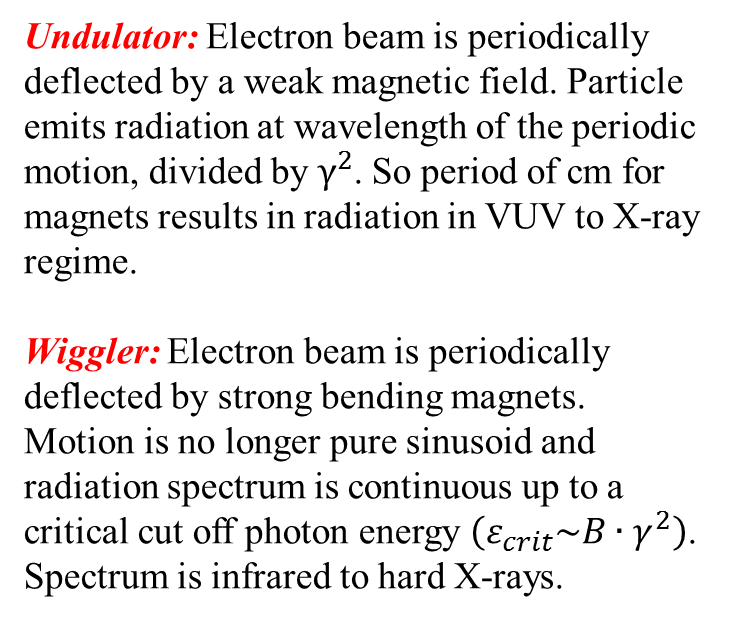 Undulator: Electron beam is periodically
deflected by a weak magnetic field. Particle
emits radiation at wavelength of the periodic
motion, divided by γ². So period of cm for
magnets results in radiation in VUV to X-ray
regime.
Wiggler: Electron beam is periodically
deflected by strong bending magnets.
Motion is no longer pure sinusoid and
radiation spectrum is continuous up to a
critical cut off photon energy (εcrit~B · γ²).
Spectrum is infrared to hard X-rays.